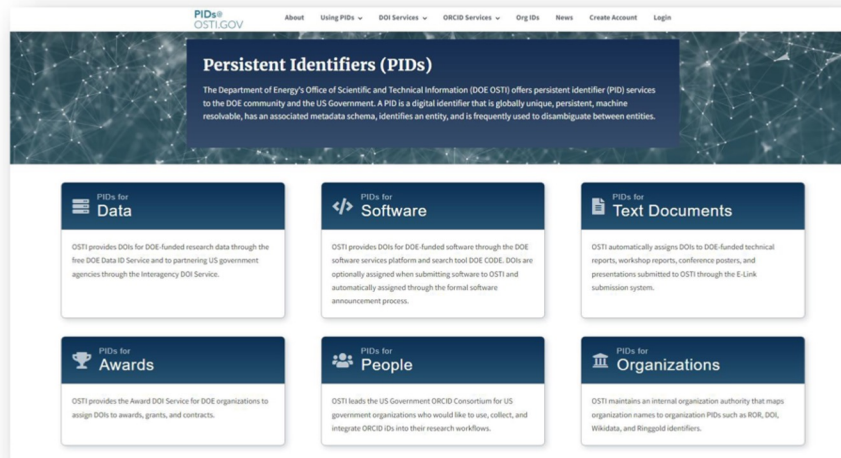 PIDs@
OSTI.GOV
About Using PIDs DOI Services ORCID Services Org IDs News Create Account Login
Persistent Identifiers (PIDs)
The Department of Energy's Office of Scientific and Technical Information (DOE OSTI) offers persistent identifier (PID) services
to the DOE community and the US Government. A PID is a digital identifier that is globally unique, persistent, machine
resolvable, has an associated metadata schema, identifies an entity, and is frequently used to disambiguate between entities.
PIDs for
Data
OSTI provides DOIs for DOE-funded research data through the
free DOE Data ID Service and to partnering US government
agencies through the Interagency DOI Service.
PIDs for
Software
OSTI provides DOIs for DOE-funded software through the DOE
software services platform and search tool DOE CODE. DOIs are
optionally assigned when submitting software to OSTI and
automatically assigned through the formal software
announcement process.
PIDs for
Text Documents
OSTI automatically assigns DOIs to DOE-funded technical
reports, workshop reports, conference posters, and
presentations submitted to OSTI through the E-Link
submission system.
PIDs for
Awards
OSTI provides the Award DOI Service for DOE organizations to
assign DOIs to awards, grants, and contracts.
PIDs for
People
OSTI leads the US Government ORCID Consortium for US
government organizations who would like to use, collect, and
integrate ORCID iDs into their research workflows.
PIDs for
Organizations
OSTI maintains an internal organization authority that maps
organization names to organization PIDs such as ROR, DOI,
Wikidata, and Ringgold identifiers.